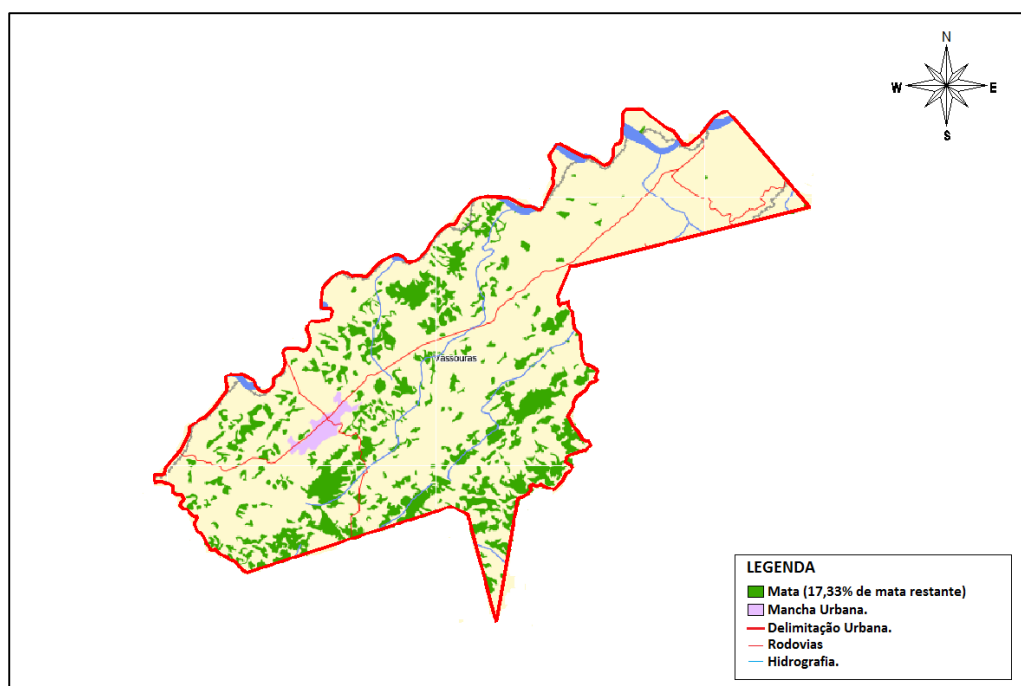 N
W E
S
Vassouras
LEGENDA
Mata (17,33% de mata restante)
Mancha Urbana.
Delimitação Urbana.
Rodovias
Hidrografia.